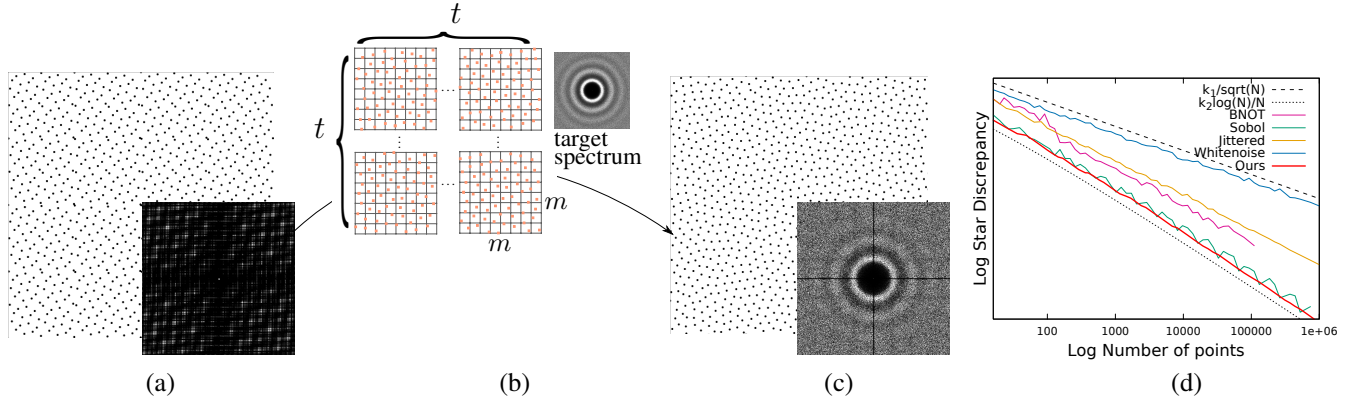 t
t
m
m
target
spectrum
(a)
(b)
(c)
Log Star Discrepancy
k₁/sqrt(N)
k₂log(N)/N
BNOT
Sobol
Jittered
Whitenoise
Ours
100
1000
10000
100000
1e+06
Log Number of points
(d)